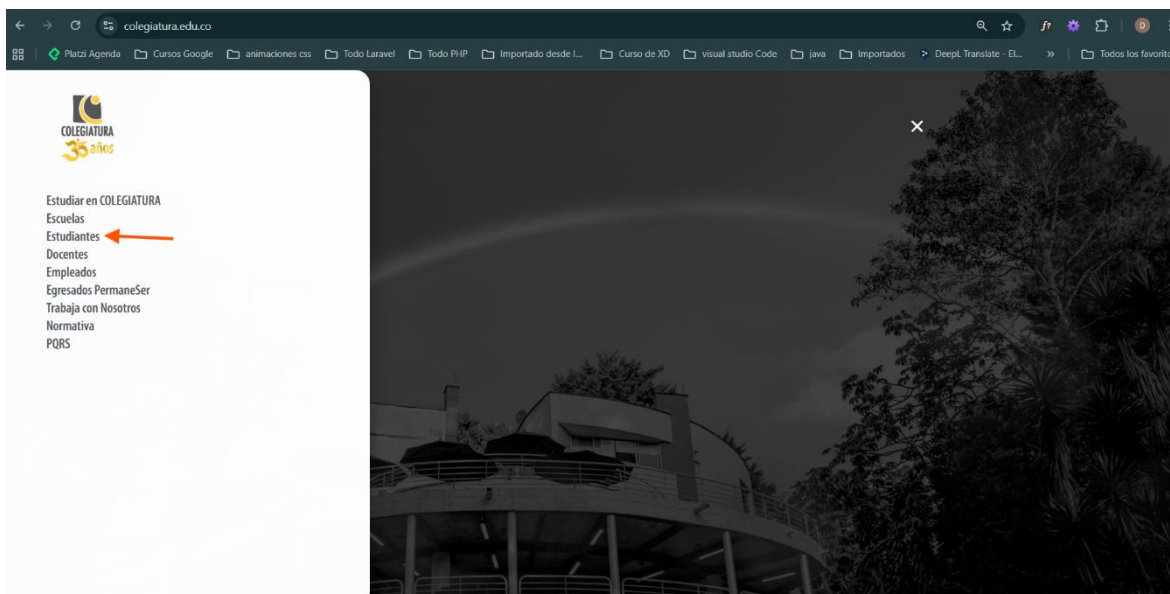 colegiatura.edu.co
Platzi Agenda Cursos Google animaciones css Todo Laravel Todo PHP Importado desde l... Curso de XD visual studio Code java Importados DeepL Translate - El... » Todos los favorito
COLEGIATURA
35 años
Estudiar en COLEGIATURA
Escuelas
Estudiantes
Docentes
Empleados
Egresados PermaneSer
Trabaja con Nosotros
Normativa
PQRS